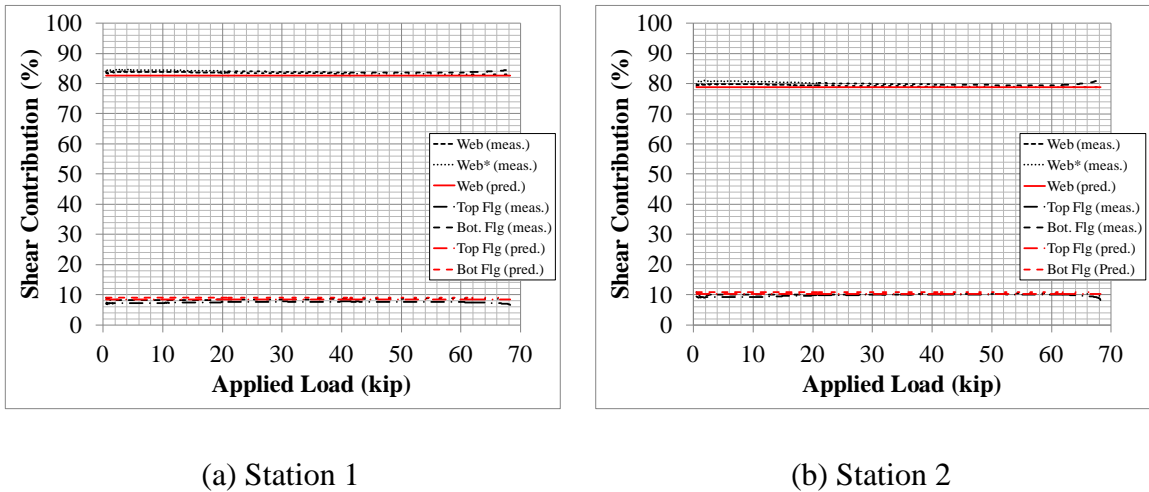 100
90
80
70
60
50
40
30
20
10
0
Shear Contribution (%)
Web (meas.)
Web* (meas.)
Web (pred.)
Top Flg (meas.)
Bot. Flg (meas.)
Top Flg (pred.)
Bot Flg (pred.)
0 10 20 30 40 50 60 70
Applied Load (kip)
(a) Station 1
100
90
80
70
60
50
40
30
20
10
0
Shear Contribution (%)
Web (meas.)
Web* (meas.)
Web (pred.)
Top Flg (meas.)
Bot. Flg (meas.)
Top Flg (pred.)
Bot Flg (Pred.)
0 10 20 30 40 50 60 70
Applied Load (kip)
(b) Station 2